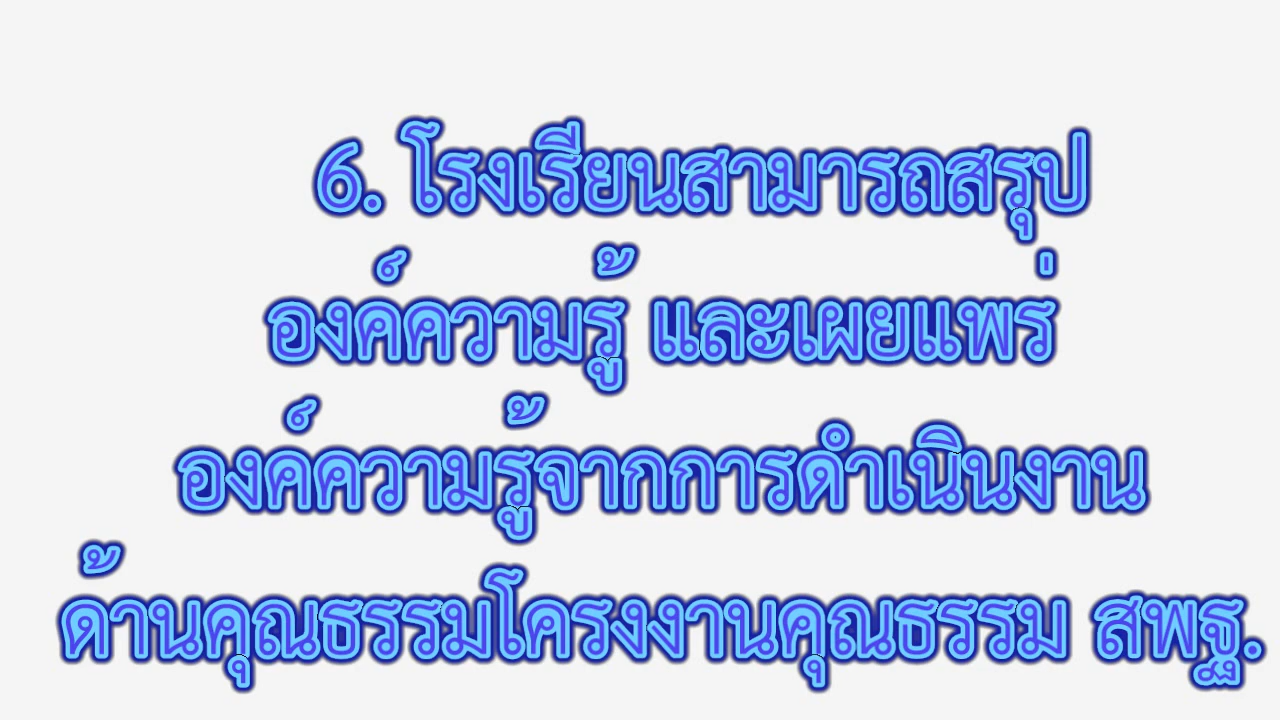 6. โรงเรียนสามารถสรุป
องค์ความรู้ และเผยแพร่
องค์ความรู้จากการดำเนินงาน
ด้านคุณธรรมโครงงานคุณธรรม สพฐ.